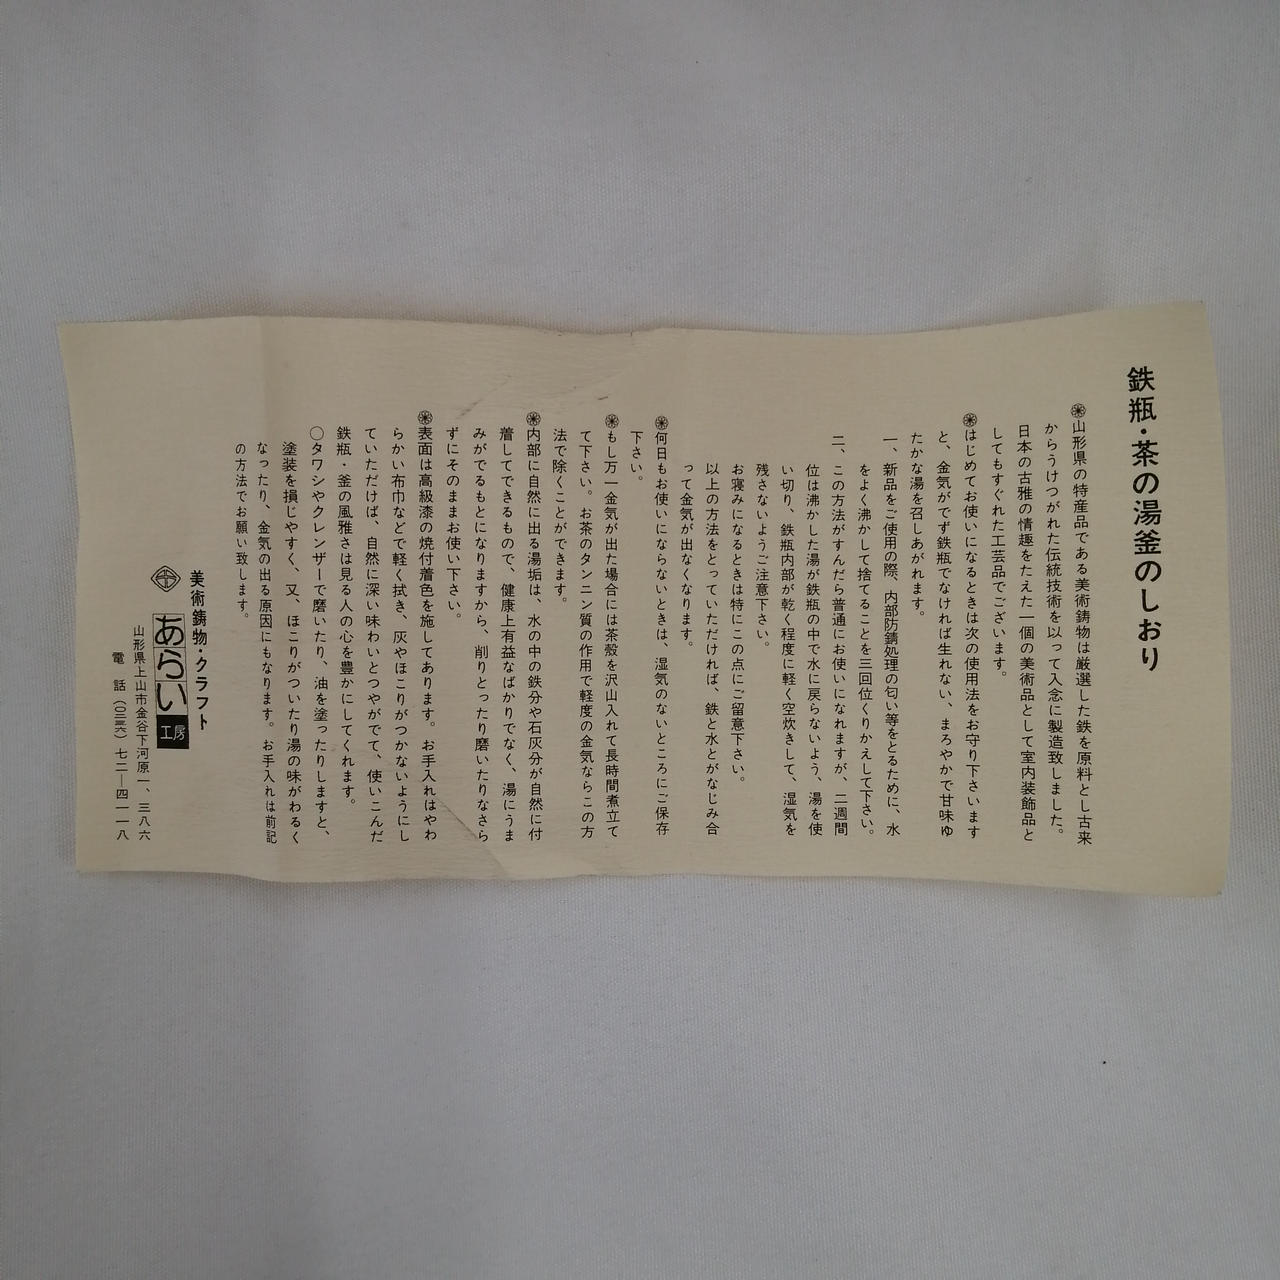 鉄瓶・茶の湯釜のしおり
山形県の特産品である美術鋳物は厳選した鉄を原料とし古来
からうけつがれた伝統技術を以って入念に製造致しました。
日本の古雅の情趣をたたえた一個の美術品として室内装飾品と
してもすぐれた工芸品でございます。
はじめてお使いになるときは次の使用法をお守り下さいます
と、金気がでず鉄瓶でなければ生れない、まろやかで甘味ゆ
たかな湯を召しあがれます。
一、新品をご使用の際、内部防錆処理の匂い等をとるために、水
をよく沸かして捨てることを三回位くりかえして下さい。
二、この方法がすんだら普通にお使いになれますが、二週間
位は沸かした湯が鉄瓶の中で水に戻らないよう、湯を使
い切り、鉄瓶内部が乾く程度に軽く空炊きして、湿気を
残さないようご注意下さい。
お寝みになるときは特にこの点にご留意下さい。
以上の方法をとっていただければ、鉄と水とがなじみ合
って金気が出なくなります。
何日もお使いにならないときは、湿気のないところにご保存
下さい。
もし万一金気が出た場合には茶殻を沢山入れて長時間煮立て
て下さい。お茶のタンニン質の作用で軽度の金気ならこの方
法で除くことができます。
内部に自然に出る湯垢は、水の中の鉄分や石灰分が自然に付
着してできるもので、健康上有益なばかりでなく、湯にうま
みがでるもとになりますから、削りとったり磨いたりなさら
ずにそのままお使い下さい。
表面は高級漆の焼付着色を施してあります。お手入れはやわ
らかい布巾などで軽く拭き、灰やほこりがつかないようにし
ていただけば、自然に深い味わいとつやがでて、使いこんだ
鉄瓶・釜の風雅さは見る人の心を豊かにしてくれます。
○タワシやクレンザーで磨いたり、油を塗ったりしますと、
塗装を損じやすく、又、ほこりがついたり湯の味がわるく
なったり、金気の出る原因にもなります。お手入れは前記
の方法でお願い致します。
美術鋳物・クラフト
あらい工房
山形県上山市金谷下河原一、三八六
電話(〇二三六)七二―四一一八